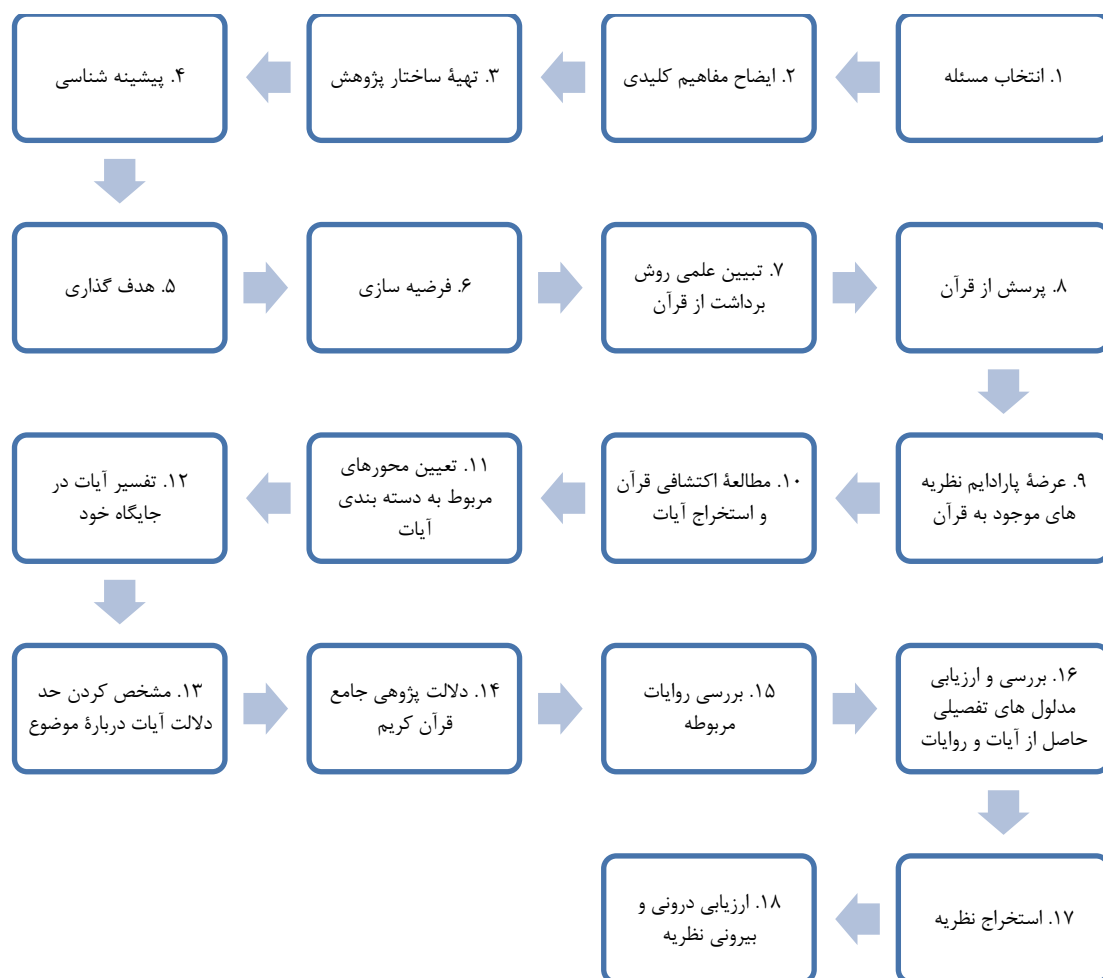 ۱. انتخاب مسئله
۲. ایضاح مفاهیم کلیدی
۳. تهیۀ ساختار پژوهش
۴. پیشینه شناسی
۵. هدف گذاری
۶. فرضیه سازی
۷. تبیین علمی روش
برداشت از قرآن
۸. پرسش از قرآن
۹. عرضۀ پارادایم نظریه
های موجود به قرآن
۱۰. مطالعۀ اکتشافی قرآن
و استخراج آیات
۱۱. تعیین محورهای
مربوط به دسته بندی
آیات
۱۲. تفسیر آیات در
جایگاه خود
۱۳. مشخص کردن حد
دلالت آیات دربارۀ موضوع
۱۴. دلالت پژوهی جامع
قرآن کریم
۱۵. بررسی روایات
مربوطه
۱۶. بررسی و ارزیابی
مدلول های تفصیلی
حاصل از آیات و روایات
۱۷. استخراج نظریه
۱۸. ارزیابی درونی و
بیرونی نظریه